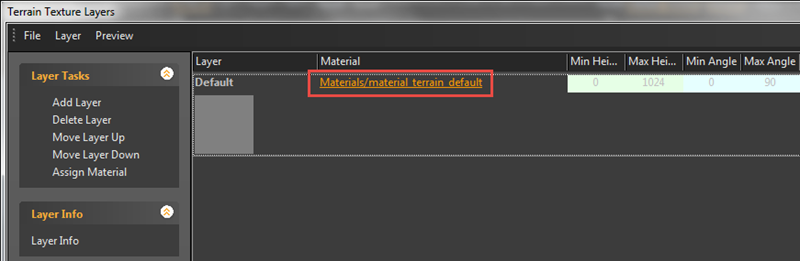 Terrain Texture Layers
File Layer Preview
Layer Tasks
Add Layer
Delete Layer
Move Layer Up
Move Layer Down
Assign Material
Layer Info
Layer Info
Layer Material Min Hei... Max Hei... Min Angle Max Angle
Default Materials/material_terrain_default 0 1024 0 90